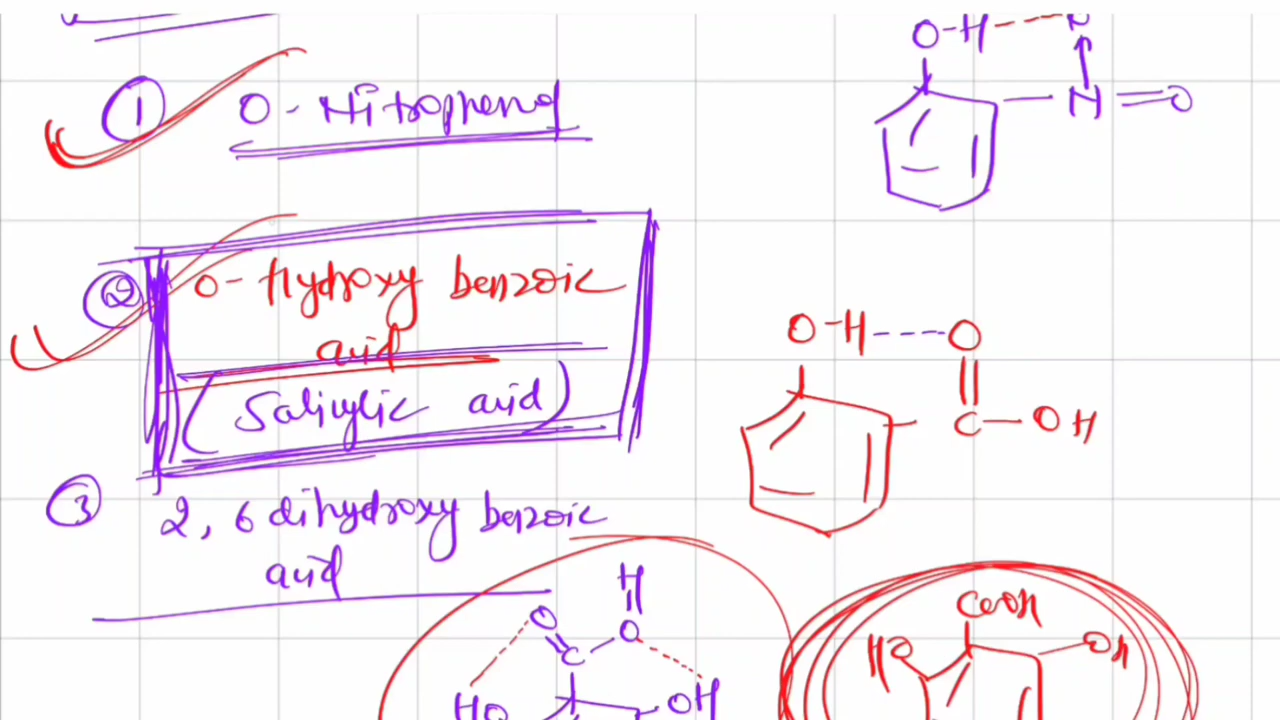 O-H
N
① O-Nitrophenol
N=O
② O-Hydroxy benzoic
acid
(Salicylic acid)
O-H---O
C-OH
③ 2, 6 dihydroxy benzoic
acid
H
O
C
O
HO
OH
COOH
HO
OH